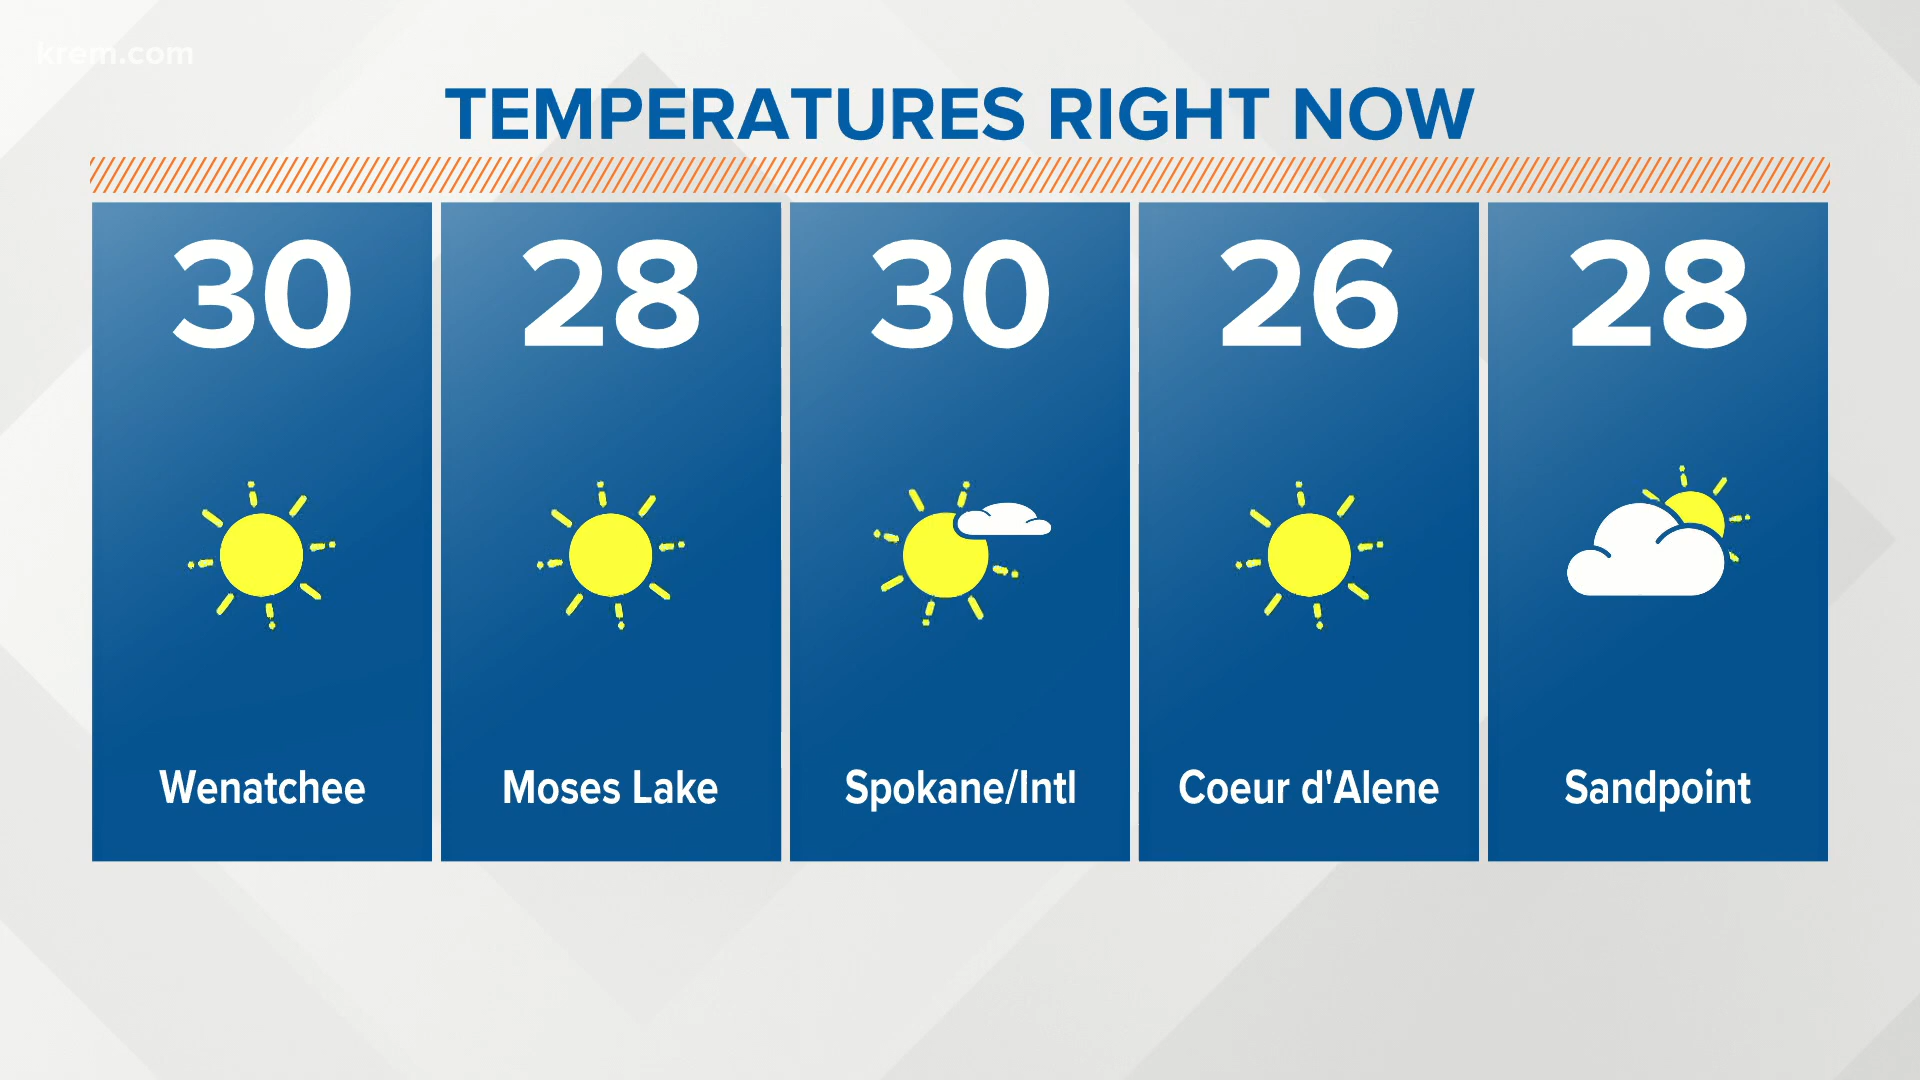 krem.com
TEMPERATURES RIGHT NOW
30 28 30 26 28
Wenatchee Moses Lake Spokane/Intl Coeur d'Alene Sandpoint